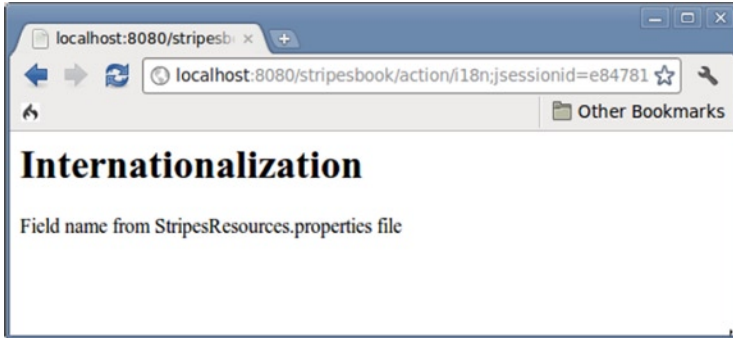 localhost:8080/stripesb
localhost:8080/stripesbook/action/i18n;jsessionid=e84781
Other Bookmarks
Internationalization
Field name from StripesResources.properties file